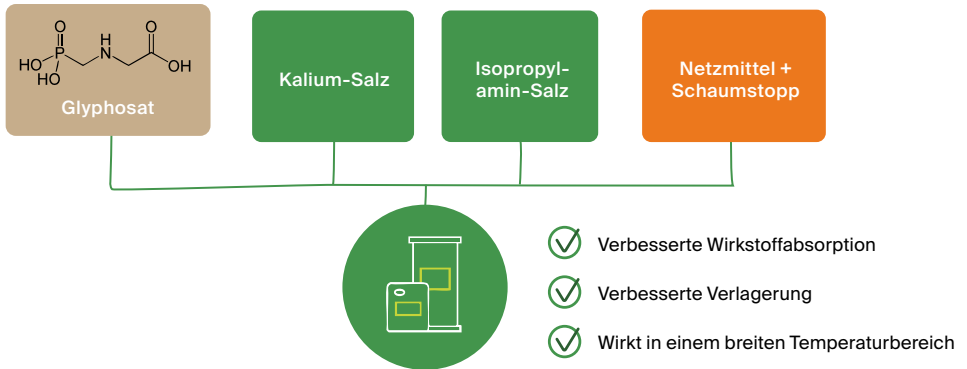 O
HO
P
HO
H
N
O
OH
Glyphosat
Kalium-Salz
Isopropyl-
amin-Salz
Netzmittel +
Schaumstopp
Verbesserte Wirkstoffabsorption
Verbesserte Verlagerung
Wirkt in einem breiten Temperaturbereich